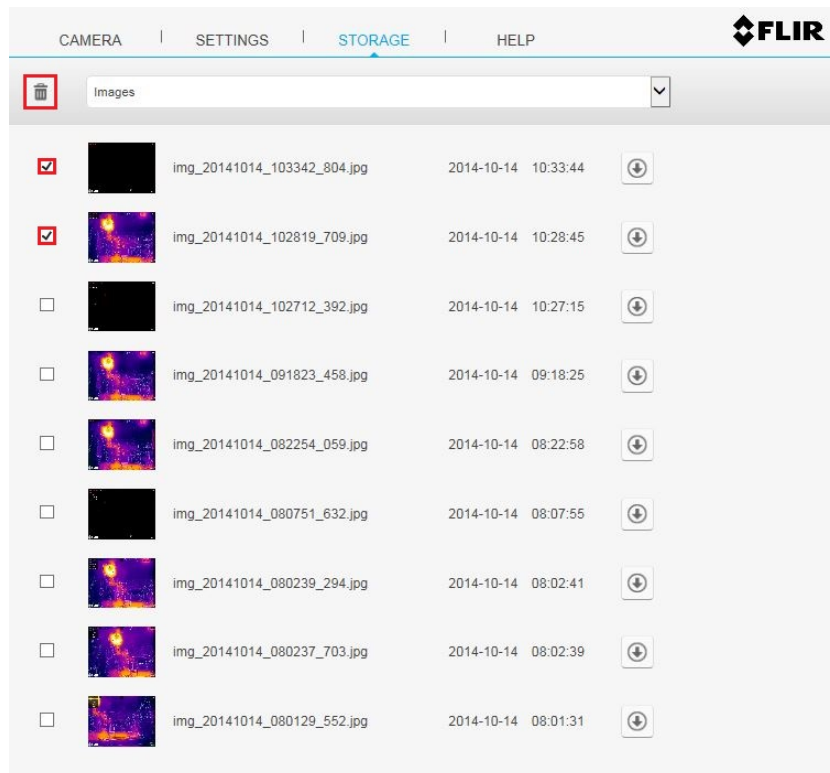 CAMERA | SETTINGS | STORAGE | HELP FLIR
Images
img_20141014_103342_804.jpg 2014-10-14 10:33:44
img_20141014_102819_709.jpg 2014-10-14 10:28:45
img_20141014_102712_392.jpg 2014-10-14 10:27:15
img_20141014_091823_458.jpg 2014-10-14 09:18:25
img_20141014_082254_059.jpg 2014-10-14 08:22:58
img_20141014_080751_632.jpg 2014-10-14 08:07:55
img_20141014_080239_294.jpg 2014-10-14 08:02:41
img_20141014_080237_703.jpg 2014-10-14 08:02:39
img_20141014_080129_552.jpg 2014-10-14 08:01:31